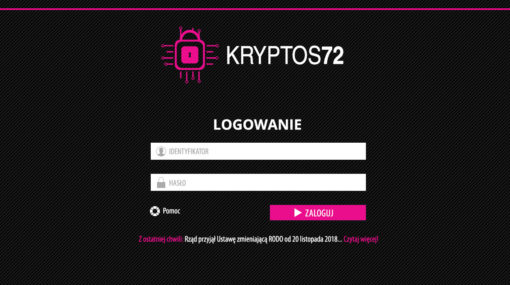 KRYPTOS72
LOGOWANIE
IDENTYFIKATOR
HASŁO
Pomoc
ZALOGUJ
Z ostatniej chwili: Rząd przyjął Ustawę zmieniającą RODO od 20 listopada 2018... Czytaj więcej!